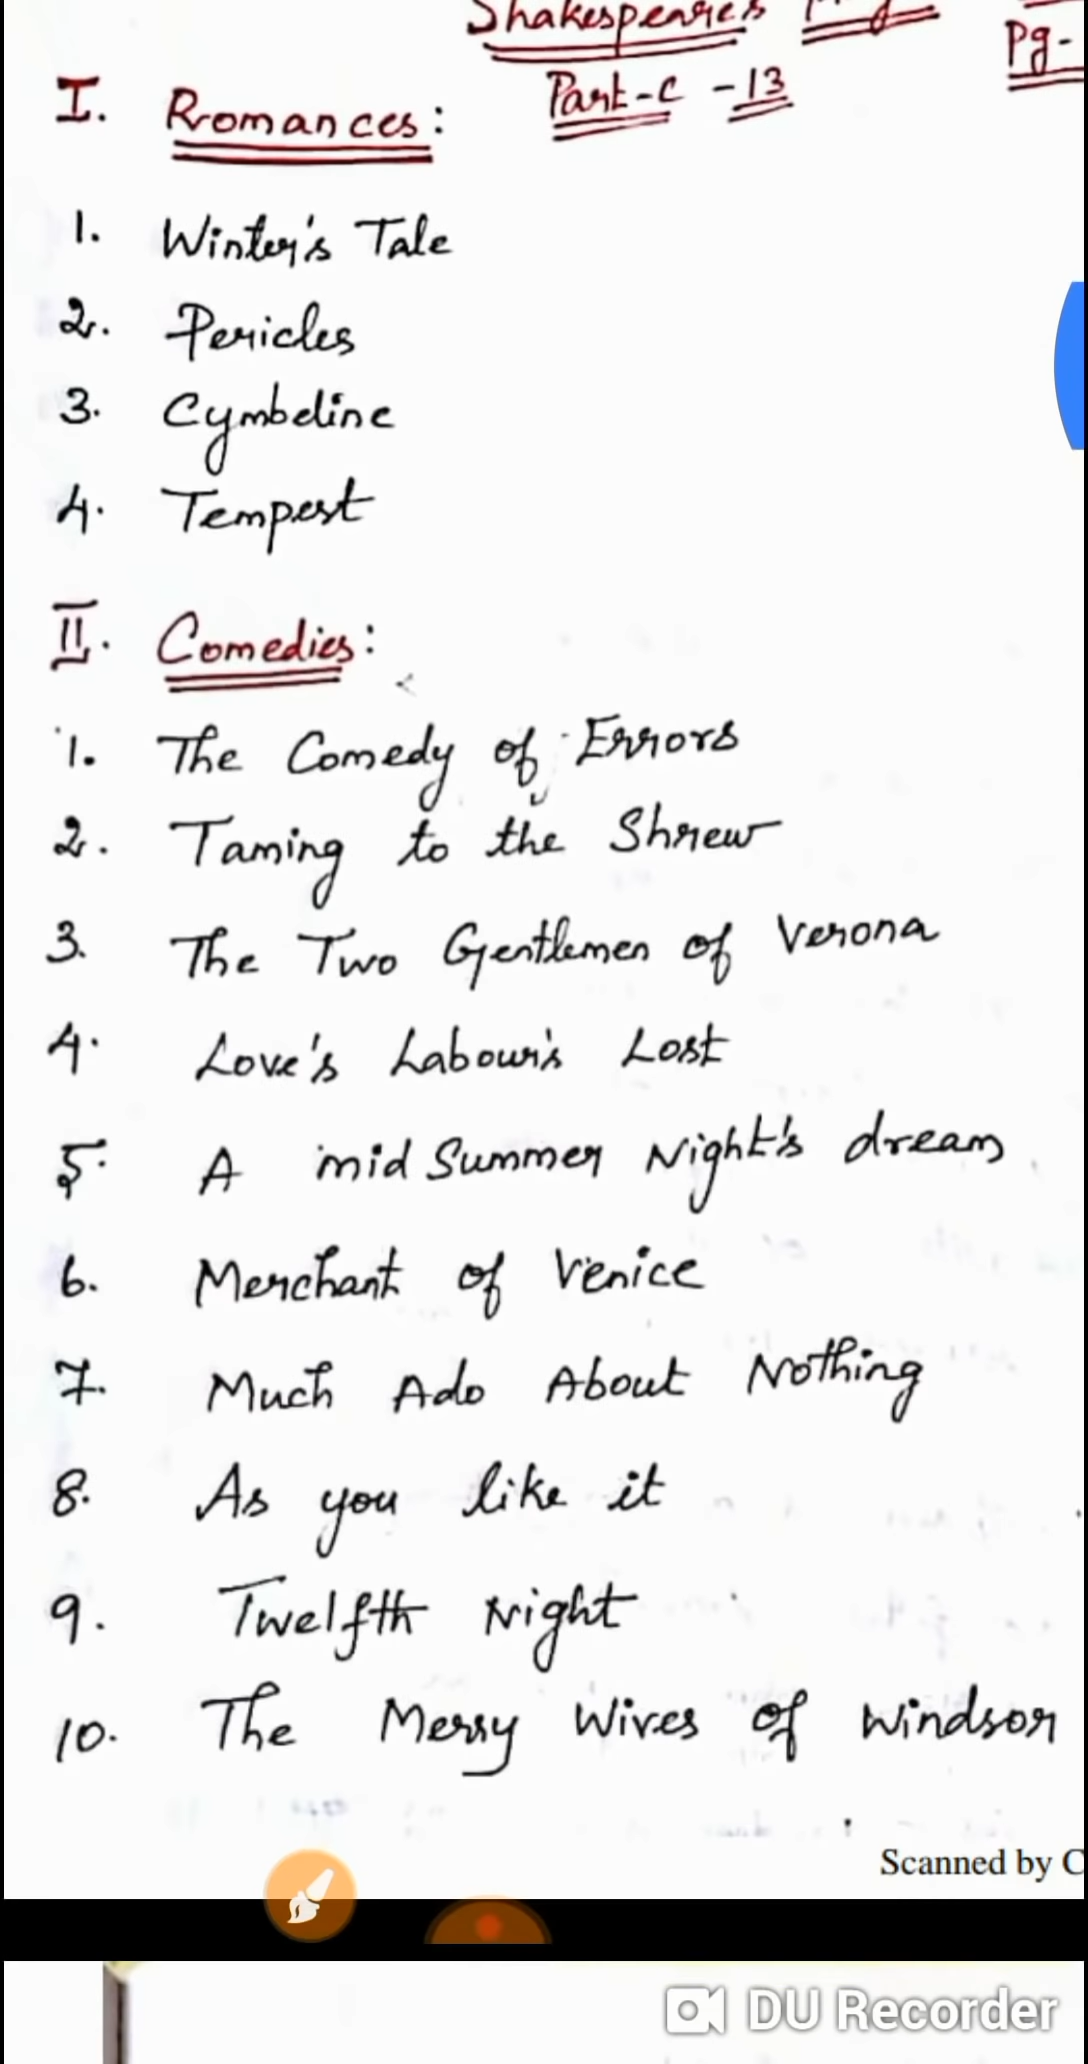 Shakespeare's
Pg-
Part-C - 13
I. Romances:
1. Winter's Tale
2. Pericles
3. Cymbeline
4. Tempest
II. Comedies:
1. The Comedy of Errors
2. Taming to the Shrew
3. The Two Gentlemen of Verona
4. Love's Labour's Lost
5. A mid Summer Night's dream
6. Merchant of Venice
7. Much Ado About Nothing
8. As you like it
9. Twelfth Night
10. The Merry Wives of Windsor
Scanned by C
DU Recorder